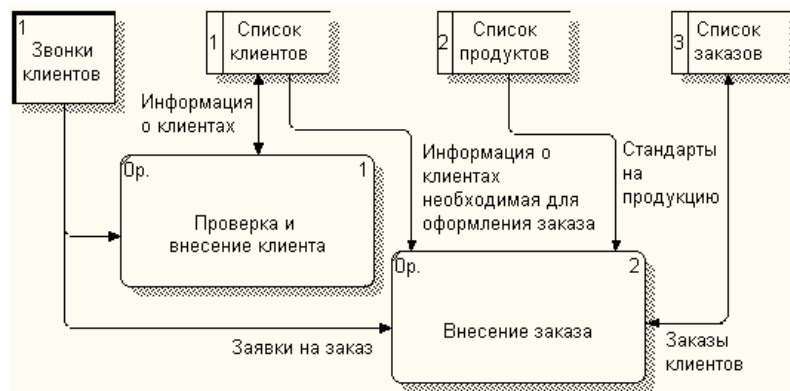 1
Звонки
клиентов
1
Список
клиентов
2
Список
продуктов
3
Список
заказов
Информация
о клиентах
Информация о
клиентах
необходимая для
оформления заказа
Стандарты
на
продукцию
0р. 1
Проверка и
внесение клиента
0р. 2
Внесение заказа
Заявки на заказ
Заказы
клиентов